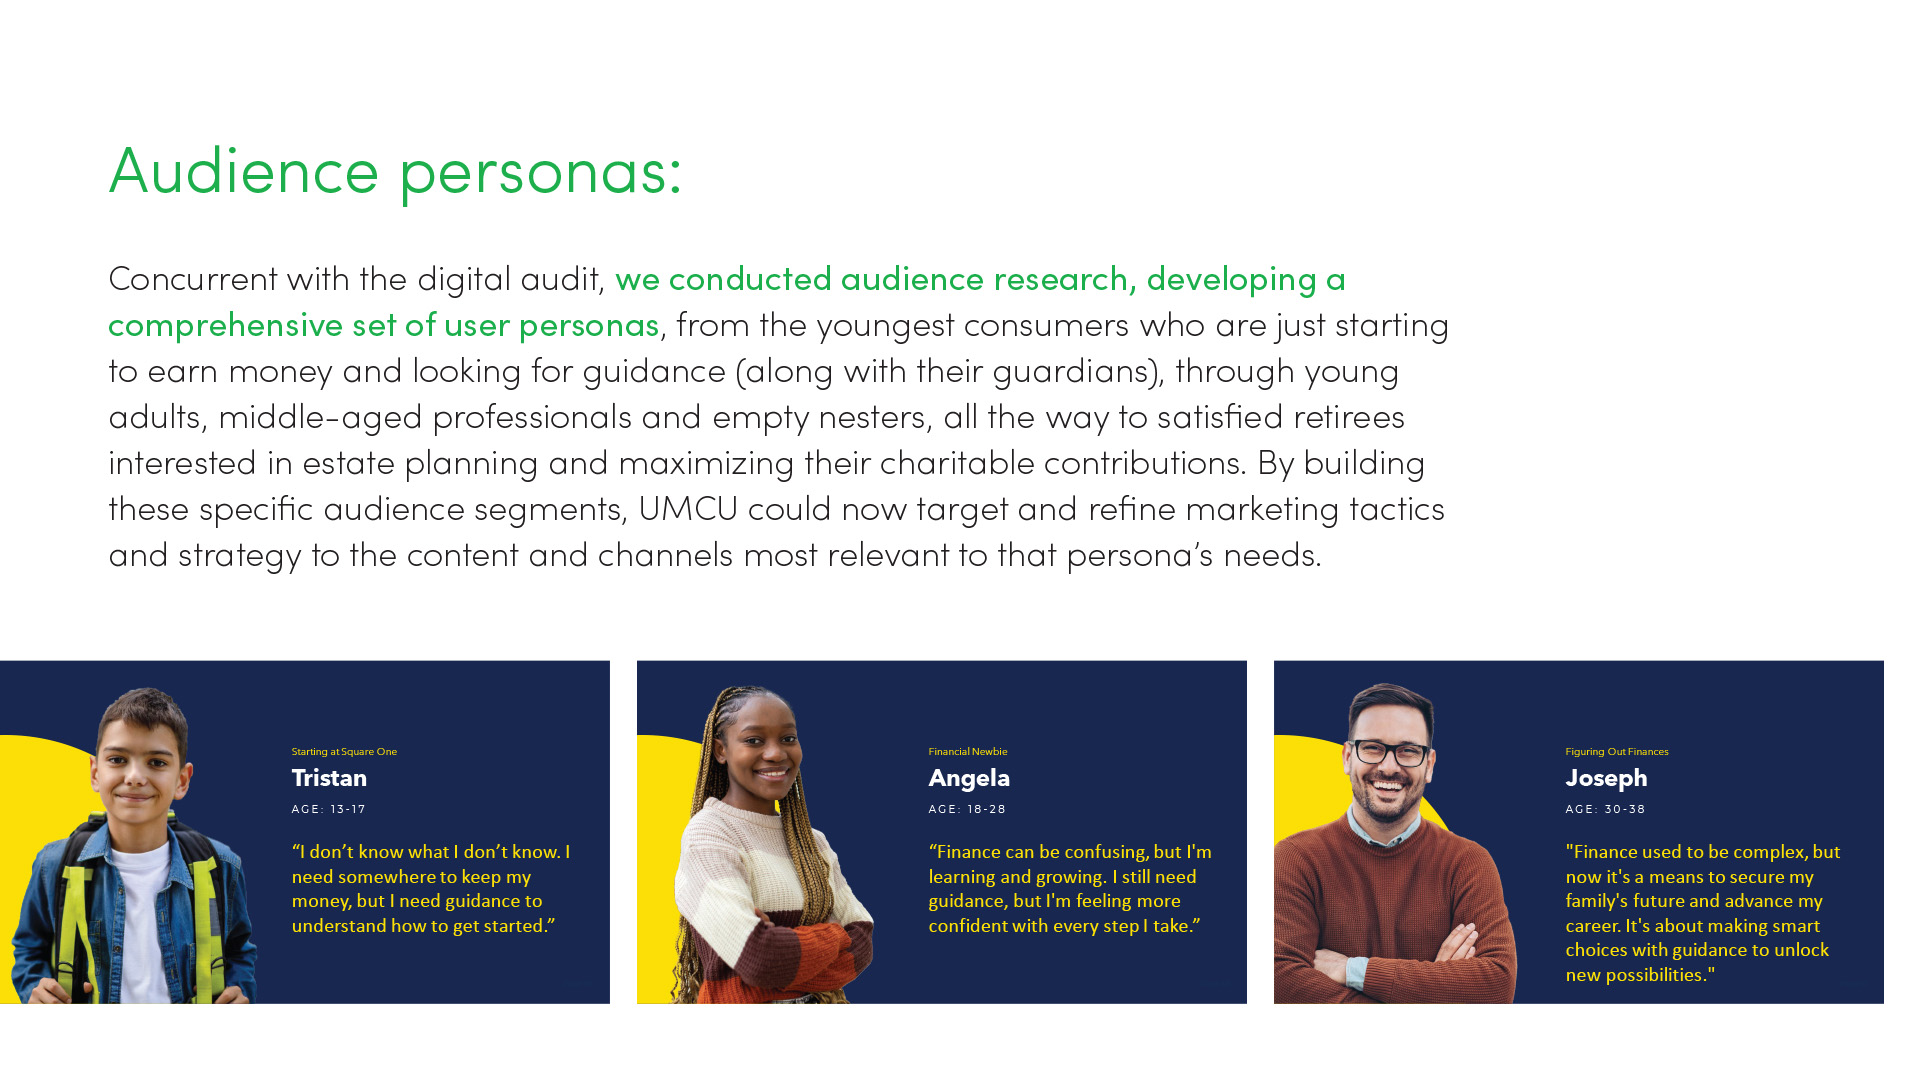 Audience personas:
Concurrent with the digital audit, we conducted audience research, developing a
comprehensive set of user personas, from the youngest consumers who are just starting
to earn money and looking for guidance (along with their guardians), through young
adults, middle-aged professionals and empty nesters, all the way to satisfied retirees
interested in estate planning and maximizing their charitable contributions. By building
these specific audience segments, UMCU could now target and refine marketing tactics
and strategy to the content and channels most relevant to that persona’s needs.
Starting at Square One
Tristan
AGE: 13-17
“I don’t know what I don’t know. I
need somewhere to keep my
money, but I need guidance to
understand how to get started.”
Financial Newbie
Angela
AGE: 18-28
“Finance can be confusing, but I'm
learning and growing. I still need
guidance, but I'm feeling more
confident with every step I take.”
Figuring Out Finances
Joseph
AGE: 30-38
"Finance used to be complex, but
now it's a means to secure my
family's future and advance my
career. It's about making smart
choices with guidance to unlock
new possibilities."